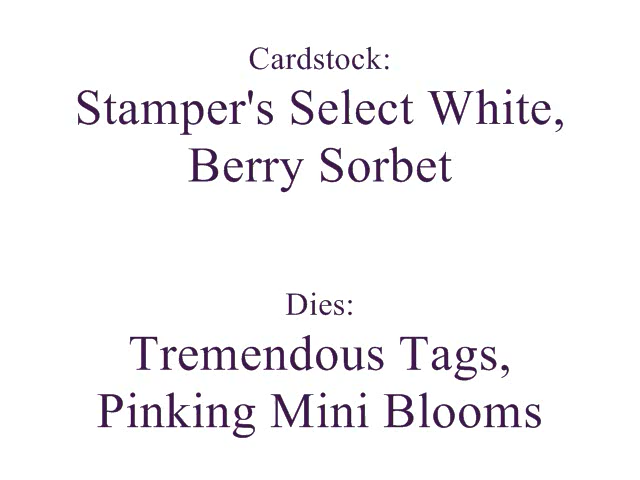 Cardstock:
Stamper's Select White,
Berry Sorbet
Dies:
Tremendous Tags,
Pinking Mini Blooms